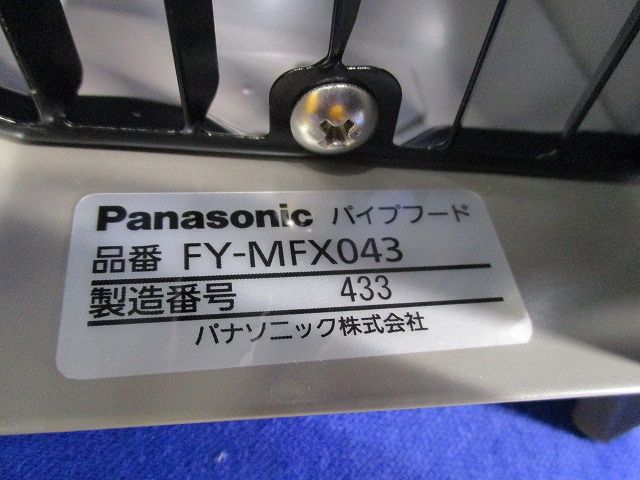 Panasonic パイプフード
品番 FY-MFX043
製造番号 433
パナソニック株式会社